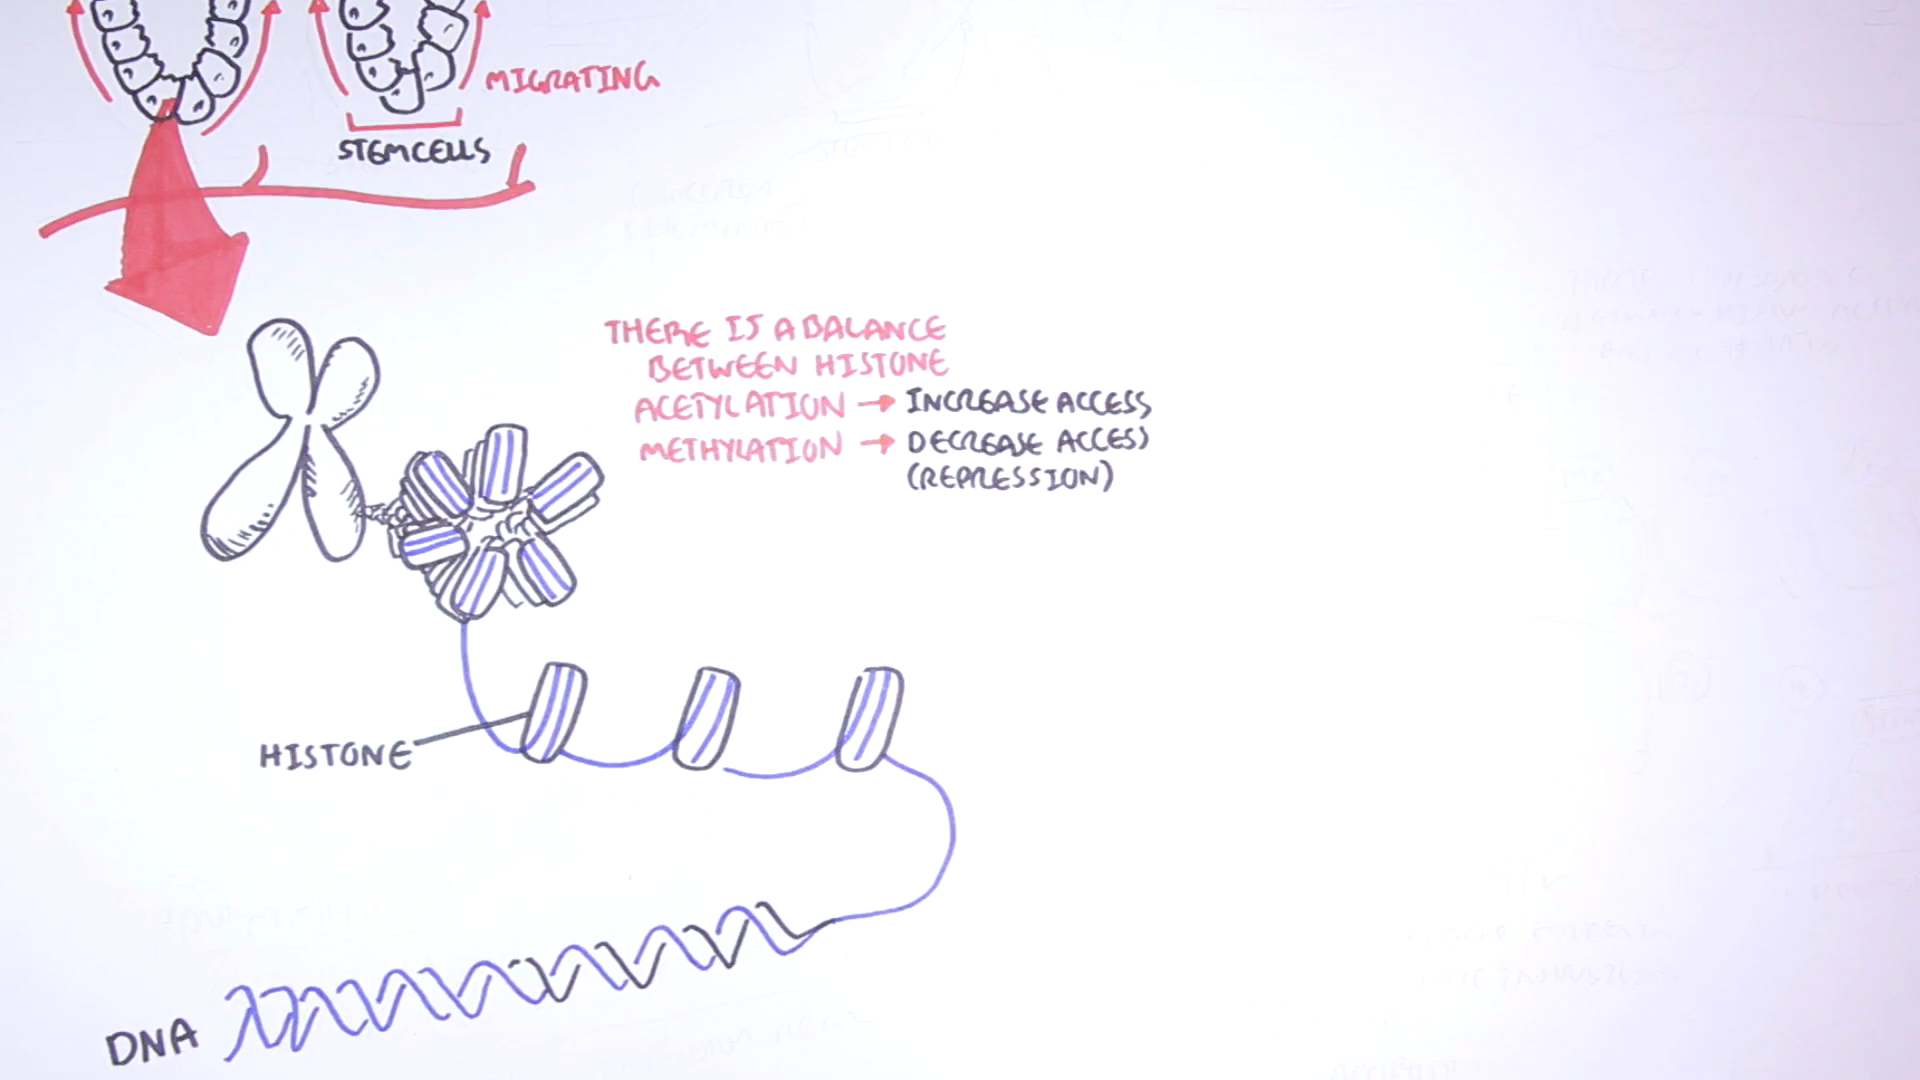 MIGRATING
STEMCELLS
THERE IS A BALANCE
BETWEEN HISTONE
ACETYLATION → INCREASE ACCESS
METHYLATION → DECREASE ACCESS
(REPRESSION)
HISTONE
DNA